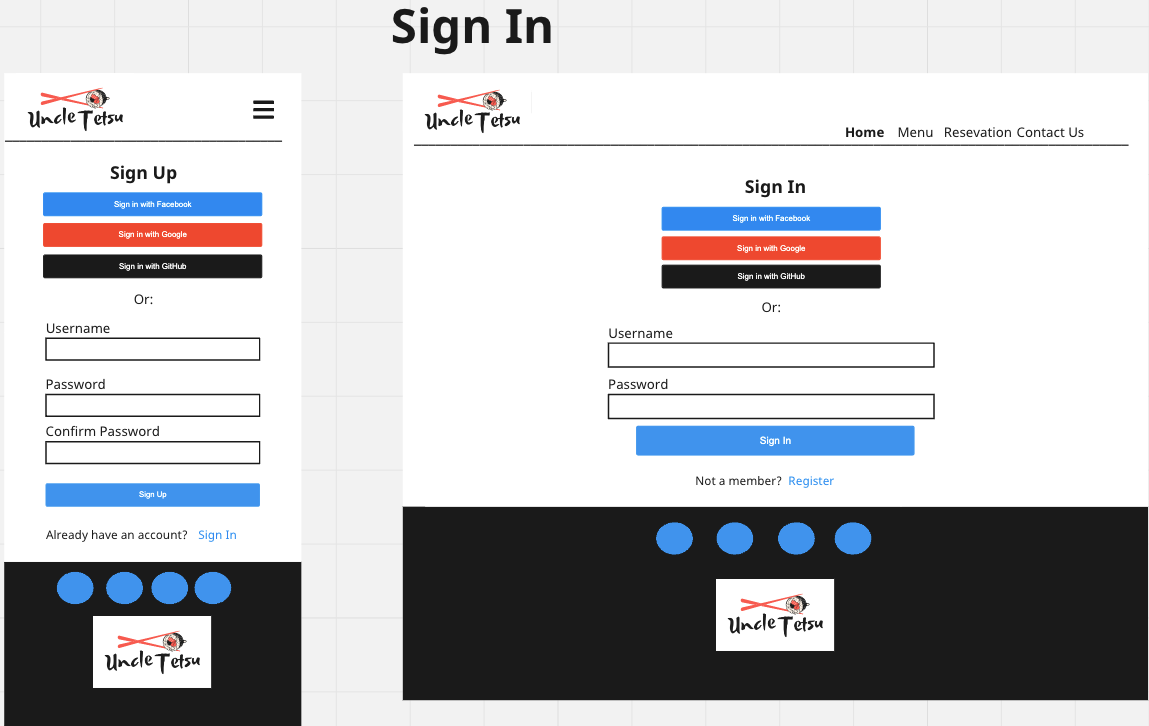 Sign In
Uncle Tetsu
Sign Up
Sign in with Facebook
Sign in with Google
Sign in with GitHub
Or:
Username
Password
Confirm Password
Sign Up
Already have an account? Sign In
Uncle Tetsu
Uncle Tetsu
Home Menu Resevation Contact Us
Sign In
Sign in with Facebook
Sign in with Google
Sign in with GitHub
Or:
Username
Password
Sign In
Not a member? Register
Uncle Tetsu